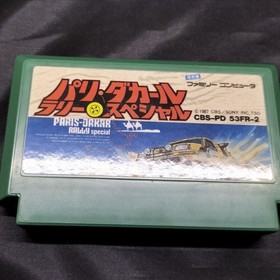 パリ・ダカール
ラリー・スペシャル
PARIS-DAKAR
RALLY special
ファミリー コンピュータ
©1987 CBS/SONY INC.
CBS-PD 53FR-2